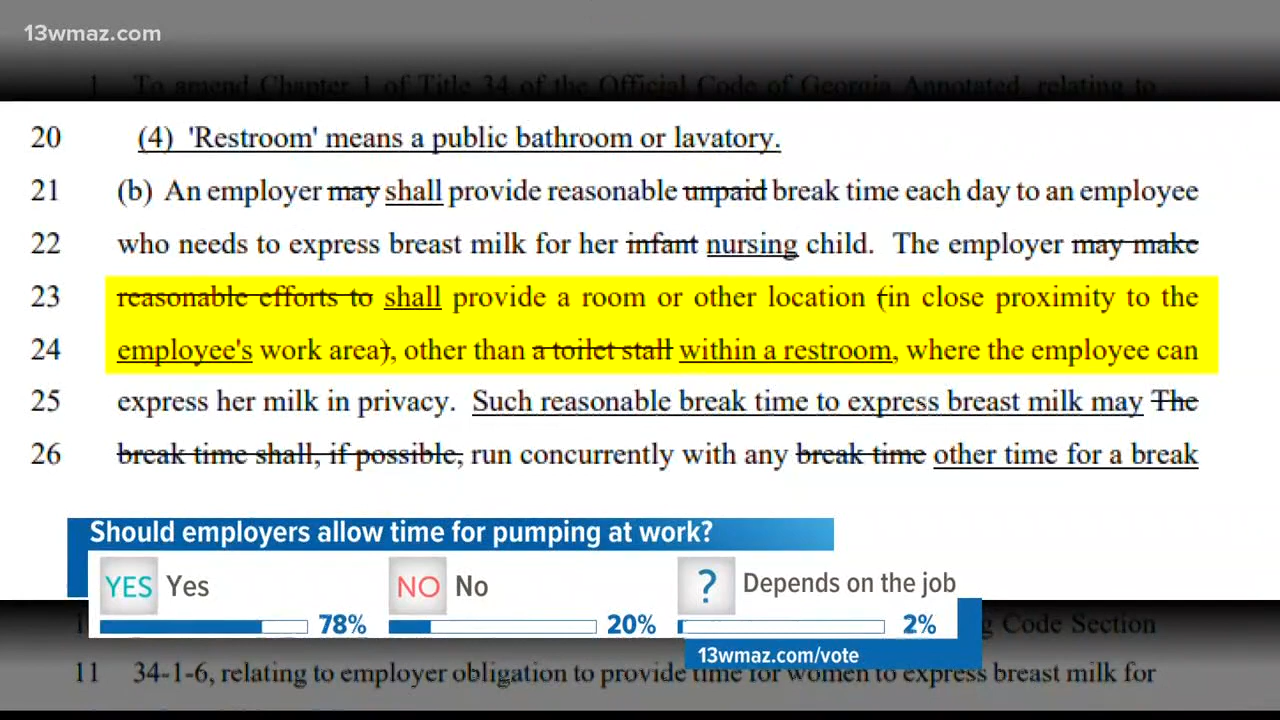 13wmaz.com
1 To amend Chapter 1 of Title 34 of the Official Code of Georgia Annotated, relating to
20 (4) 'Restroom' means a public bathroom or lavatory.
21 (b) An employer may shall provide reasonable unpaid break time each day to an employee
22 who needs to express breast milk for her infant nursing child. The employer may make
23 reasonable efforts to shall provide a room or other location (in close proximity to the
24 employee's work area), other than a toilet stall within a restroom, where the employee can
25 express her milk in privacy. Such reasonable break time to express breast milk may The
26 break time shall, if possible, run concurrently with any break time other time for a break
Should employers allow time for pumping at work?
YES Yes NO No ? Depends on the job
78% 20% 2%
g Code Section
13wmaz.com/vote
11 34-1-6, relating to employer obligation to provide time for women to express breast milk for